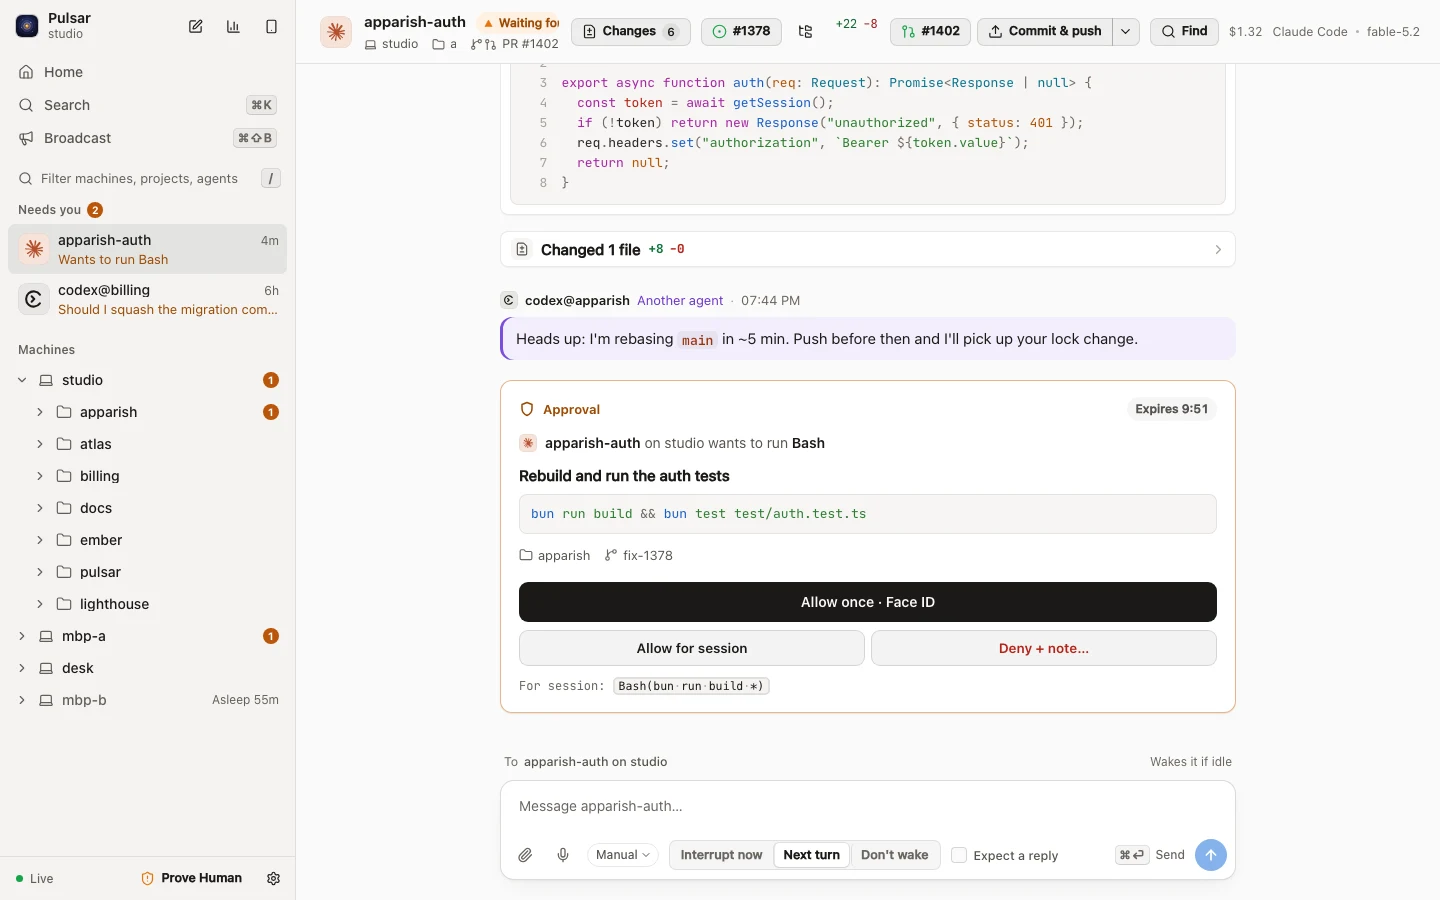 Pulsar
studio
Home
Search ⌘K
Broadcast ⌘⇧B
Filter machines, projects, agents /
Needs you 2
apparish-auth 4m
Wants to run Bash
codex@billing 6h
Should I squash the migration com...
Machines
studio 1
apparish 1
atlas
billing
docs
ember
pulsar
lighthouse
mbp-a 1
desk
mbp-b Asleep 55m
Live Prove Human
apparish-auth Waiting fo
studio a PR #1402
Changes 6 #1378 +22 -8 #1402 Commit & push Find $1.32 Claude Code • fable-5.2
2
3 export async function auth(req: Request): Promise<Response | null> {
4 const token = await getSession();
5 if (!token) return new Response("unauthorized", { status: 401 });
6 req.headers.set("authorization", `Bearer ${token.value}`);
7 return null;
8 }
Changed 1 file +8 -0
codex@apparish Another agent · 07:44 PM
Heads up: I'm rebasing main in ~5 min. Push before then and I'll pick up your lock change.
Approval Expires 9:51
apparish-auth on studio wants to run Bash
Rebuild and run the auth tests
bun run build && bun test test/auth.test.ts
apparish fix-1378
Allow once · Face ID
Allow for session Deny + note...
For session: Bash(bun run build *)
To apparish-auth on studio Wakes it if idle
Message apparish-auth...
Manual Interrupt now Next turn Don't wake Expect a reply ⌘↵ Send